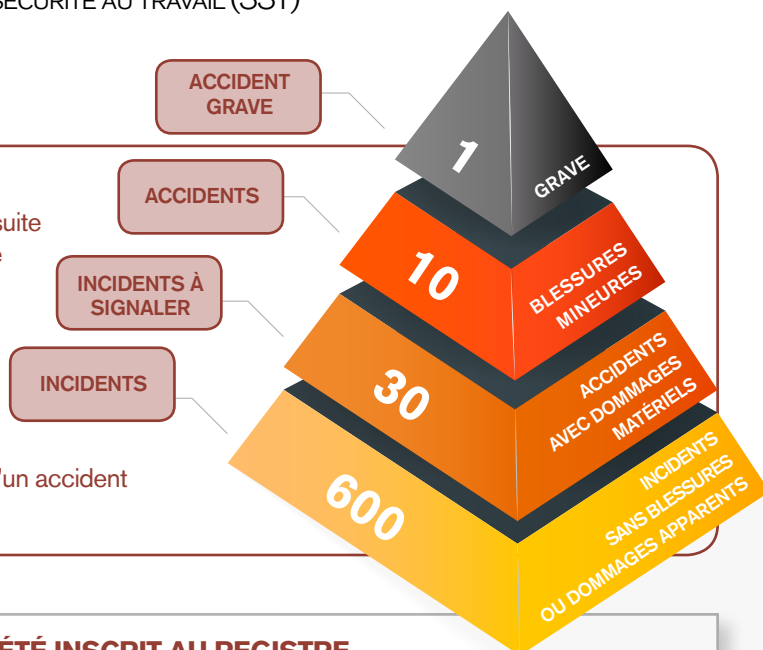 SÉCURITÉ AU TRAVAIL (SST)
ACCIDENT
GRAVE
1
GRAVE
ACCIDENTS
suite
10
BLESSURES
MINEURES
INCIDENTS À
SIGNALER
30
ACCIDENTS
AVEC DOMMAGES
MATÉRIELS
INCIDENTS
600
INCIDENTS
SANS BLESSURES
OU DOMMAGES APPARENTS
'un accident
ÉTÉ INSCRIT AU REGISTRE